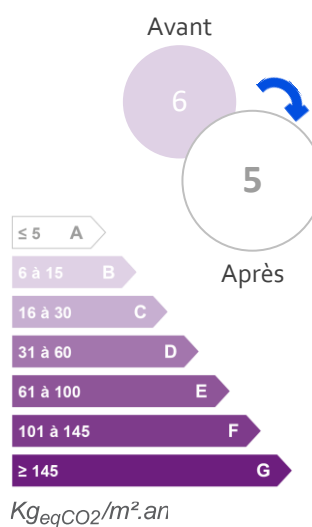 Avant
6
5
Après
≤ 5 A
6 à 15 B
16 à 30 C
31 à 60 D
61 à 100 E
101 à 145 F
≥ 145 G
KgeqCO2/m².an